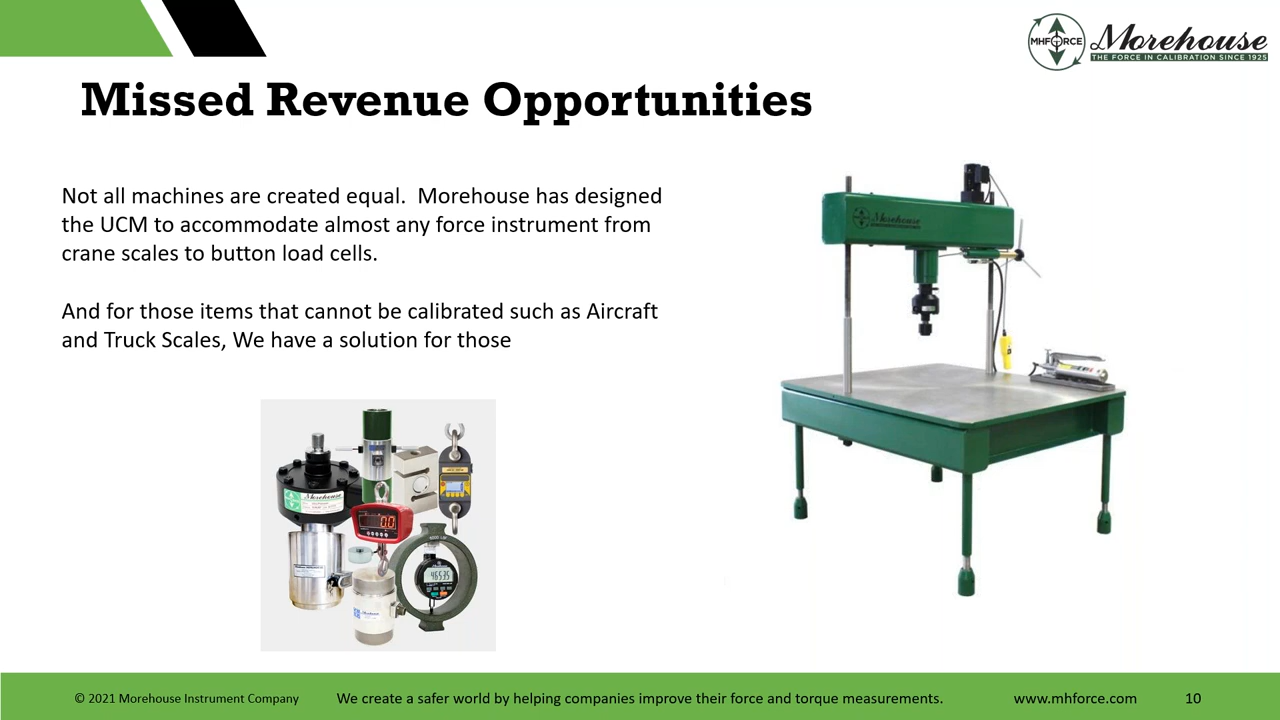 MHFORCE
Morehouse
THE FORCE IN CALIBRATION SINCE 1925
Missed Revenue Opportunities
Not all machines are created equal.  Morehouse has designed
the UCM to accommodate almost any force instrument from
crane scales to button load cells.
And for those items that cannot be calibrated such as Aircraft
and Truck Scales, We have a solution for those
Morehouse
Morehouse
0.0
© 2021 Morehouse Instrument Company
We create a safer world by helping companies improve their force and torque measurements.
www.mhforce.com
10